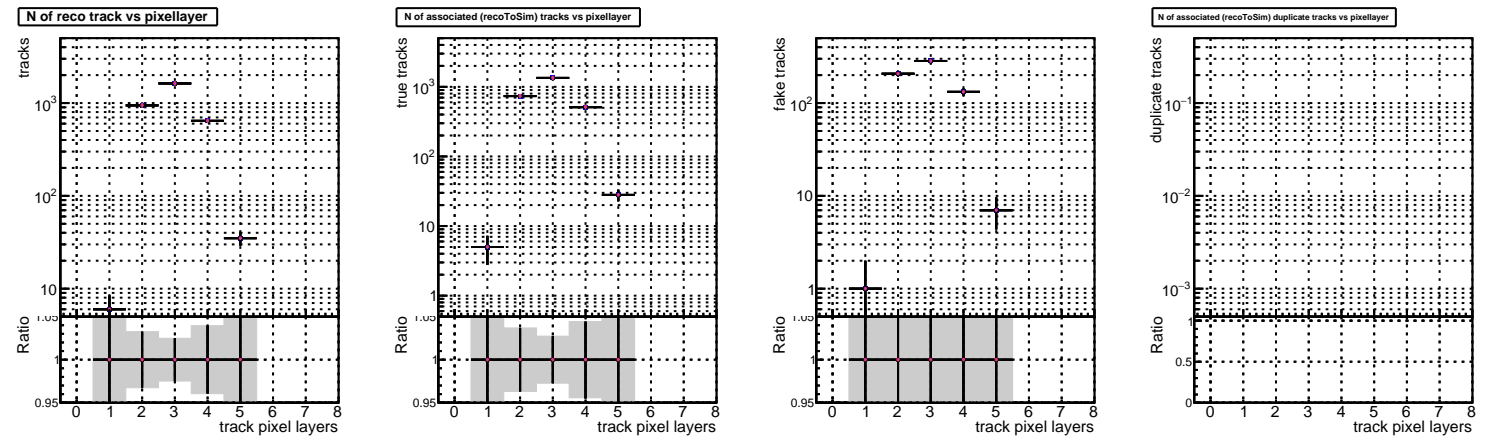 N of reco track vs pixellayer
tracks
10³
10²
10
1.05
Ratio
1
0.95
0 1 2 3 4 5 6 7 8
track pixel layers
N of associated (recoToSim) tracks vs pixellayer
true tracks
10³
10²
10
1
1.05
Ratio
1
0.95
0 1 2 3 4 5 6 7 8
track pixel layers
fake tracks
10²
10
1
1.05
Ratio
1
0.95
0 1 2 3 4 5 6 7 8
track pixel layers
N of associated (recoToSim) duplicate tracks vs pixellayer
duplicate tracks
10⁻¹
10⁻²
10⁻³
Ratio
1
0.5
0
0 1 2 3 4 5 6 7 8
track pixel layers